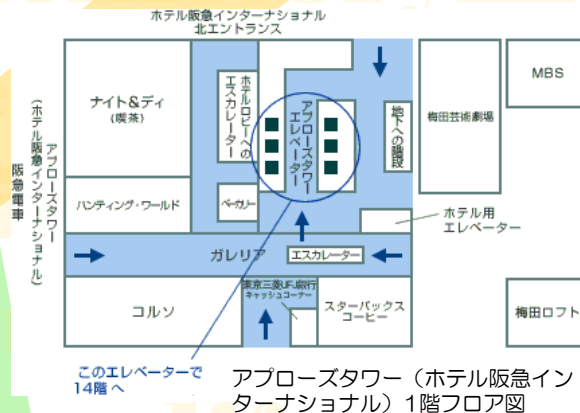 ホテル阪急インターナショナル
北エントランス
ナイト&ディ
(喫茶)
ホテルロビーへの
エスカレーター
アプローズタワー
エレベーター
地下への階段
梅田芸術劇場
MBS
阪急電車
アプローズタワー
(ホテル阪急インターナショナル)
ハンティング・ワールド
ベーカリー
ホテル用
エレベーター
ガレリア
エスカレーター
コルソ
東京三菱UFJ銀行
キャッシュコーナー
スターバックス
コーヒー
梅田ロフト
このエレベーターで
14階へ
アプローズタワー(ホテル阪急イン
ターナショナル)1階フロア図